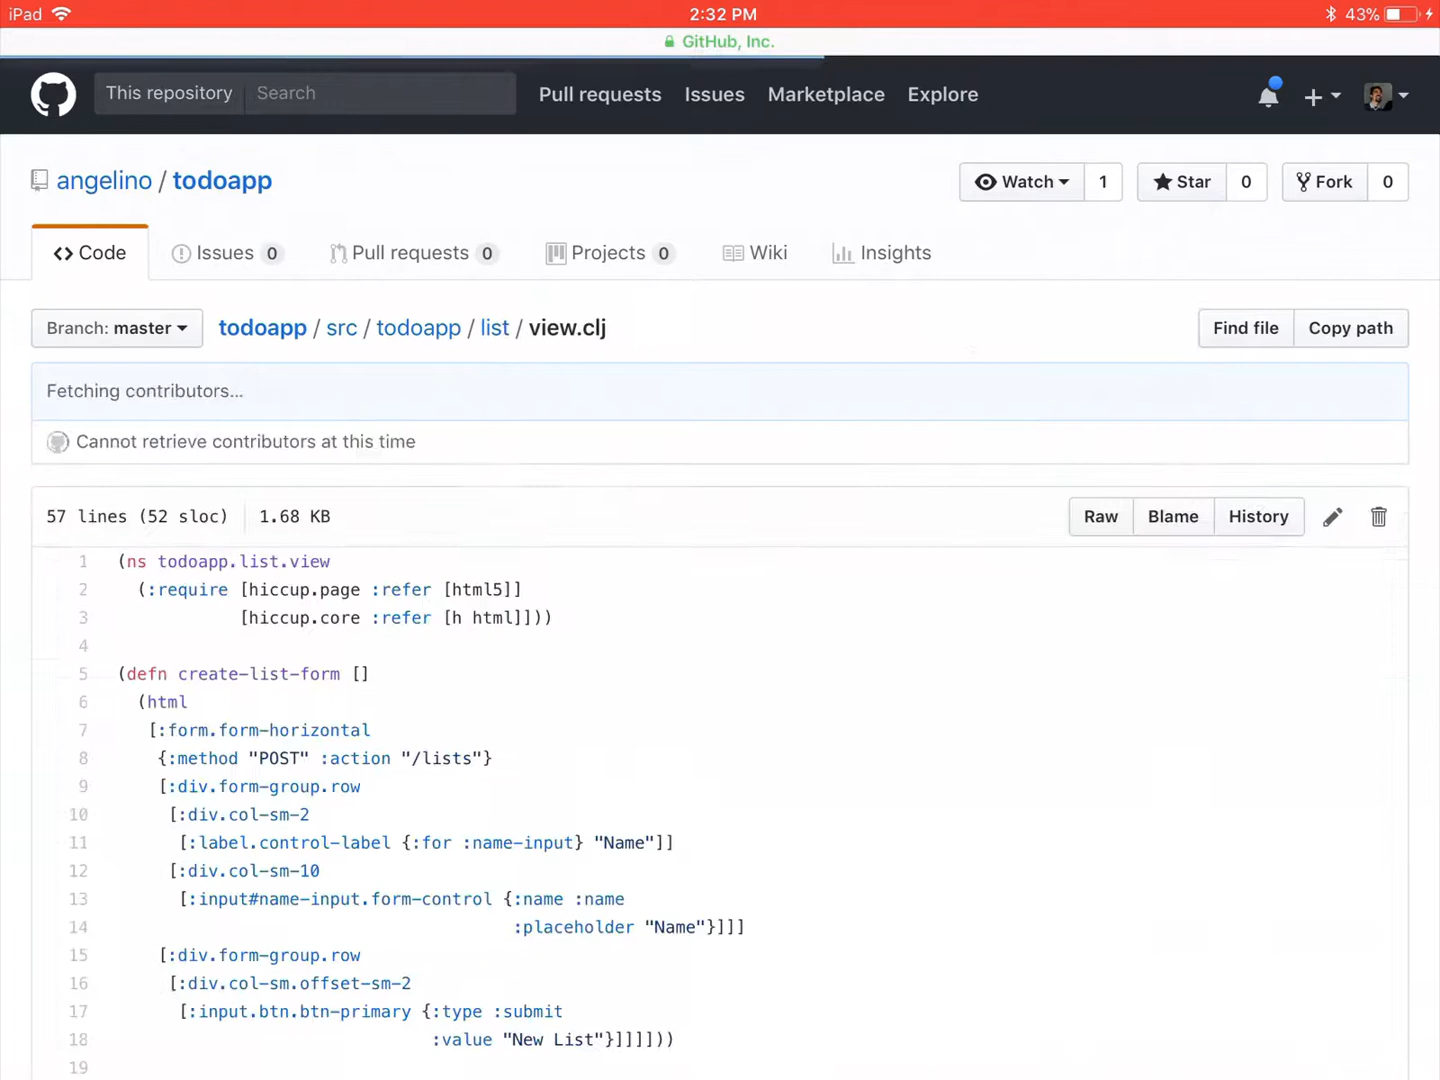 iPad 2:32 PM 43%
GitHub, Inc.
This repository Search Pull requests Issues Marketplace Explore
angelino / todoapp Watch 1 Star 0 Fork 0
<> Code Issues 0 Pull requests 0 Projects 0 Wiki Insights
Branch: master todoapp / src / todoapp / list / view.clj Find file Copy path
Fetching contributors...
Cannot retrieve contributors at this time
57 lines (52 sloc) 1.68 KB Raw Blame History
1 (ns todoapp.list.view
2 (:require [hiccup.page :refer [html5]]
3 [hiccup.core :refer [h html]]))
4
5 (defn create-list-form []
6 (html
7 [:form.form-horizontal
8 {:method "POST" :action "/lists"}
9 [:div.form-group.row
10 [:div.col-sm-2
11 [:label.control-label {:for :name-input} "Name"]]
12 [:div.col-sm-10
13 [:input#name-input.form-control {:name :name
14 :placeholder "Name"}]]]
15 [:div.form-group.row
16 [:div.col-sm.offset-sm-2
17 [:input.btn.btn-primary {:type :submit
18 :value "New List"}]]]]))
19